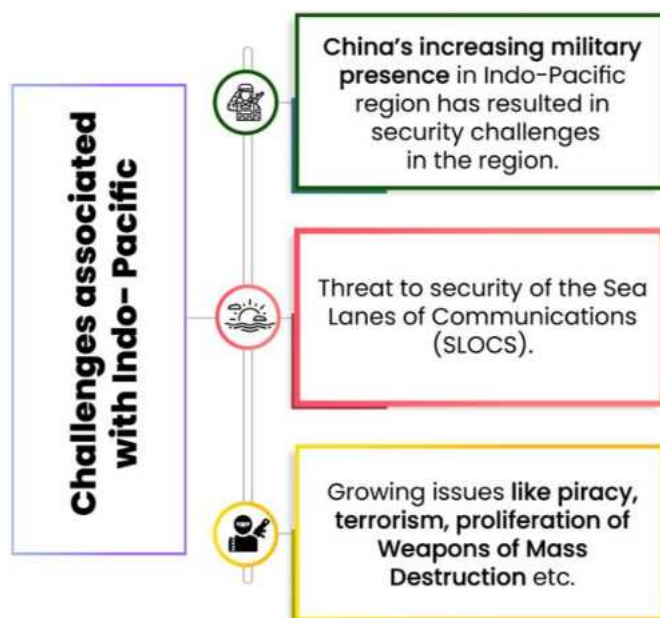 Challenges associated
with Indo- Pacific
China's increasing military
presence in Indo-Pacific
region has resulted in
security challenges
in the region.
Threat to security of the Sea
Lanes of Communications
(SLOCS).
Growing issues like piracy,
terrorism, proliferation of
Weapons of Mass
Destruction etc.